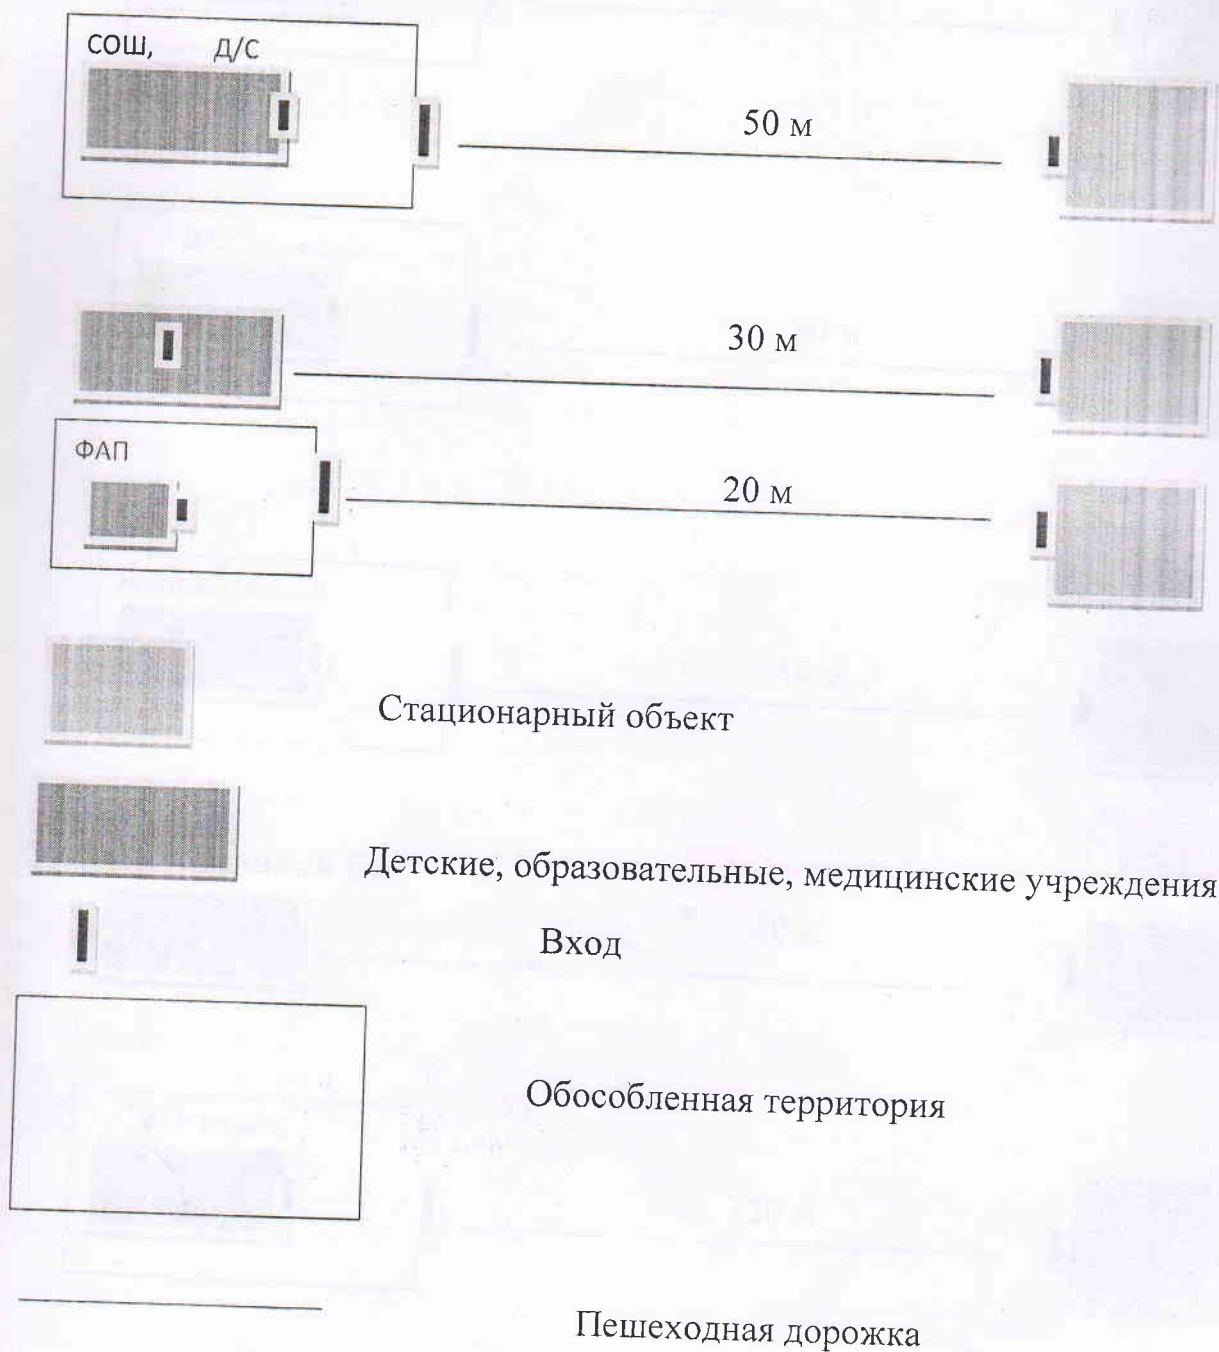 СОШ, Д/С
50 м
30 м
ФАП
20 м
Стационарный объект
Детские, образовательные, медицинские учреждения
Вход
Обособленная территория
Пешеходная дорожка